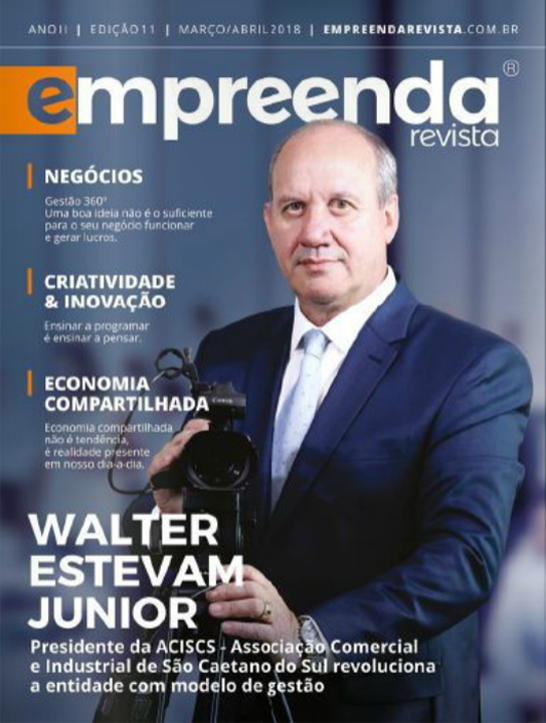 ANO II | EDIÇÃO 11 | MARÇO/ABRIL 2018 | EMPREENDAREVISTA.COM.BR
empreenda®
revista
NEGÓCIOS
Gestão 360º
Uma boa ideia não é o suficiente
para o seu negócio funcionar
e gerar lucros.
CRIATIVIDADE
& INOVAÇÃO
Ensinar a programar
é ensinar a pensar.
ECONOMIA
COMPARTILHADA
Economia compartilhada
não é tendência,
é realidade presente
em nosso dia-a-dia.
Canon
WALTER
ESTEVAM
JUNIOR
Presidente da ACISCS - Associação Comercial
e Industrial de São Caetano do Sul revoluciona
a entidade com modelo de gestão